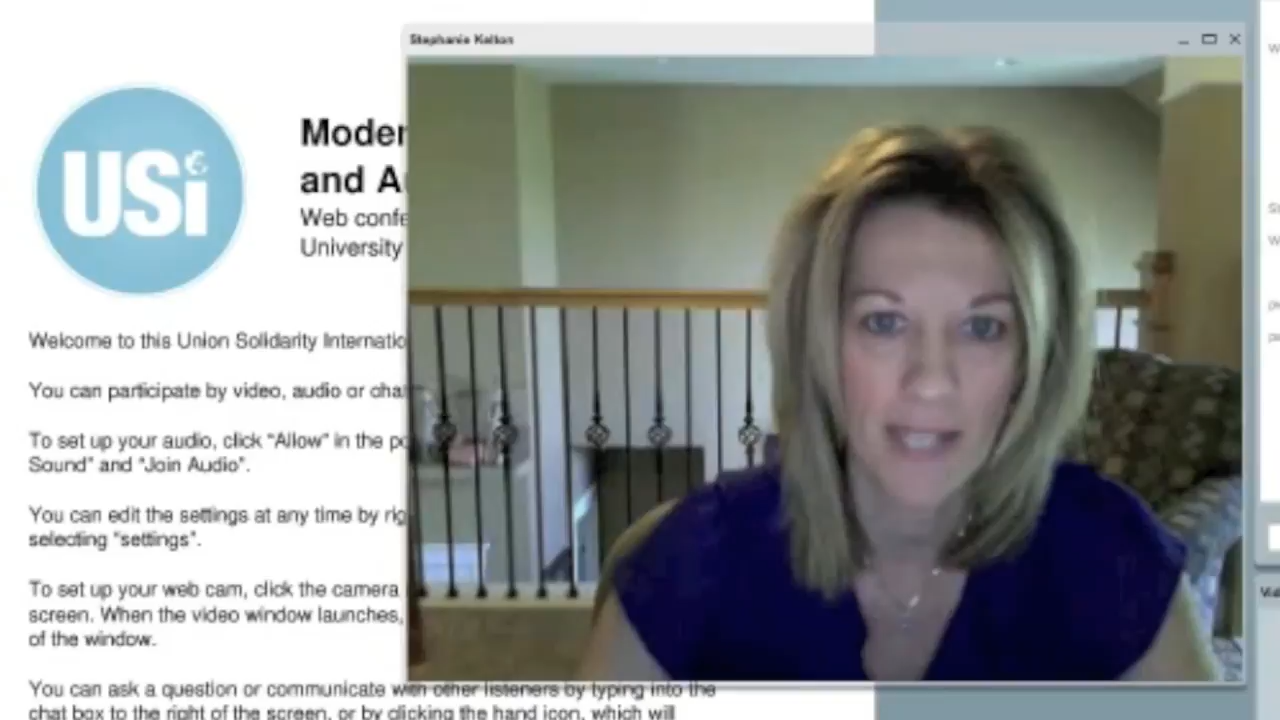 Stephanie Kelton
USi
Moder
and A
Web confe
University
Welcome to this Union Solidarity Internatio
You can participate by video, audio or cha
To set up your audio, click “Allow” in the po
Sound” and “Join Audio”.
You can edit the settings at any time by rig
selecting “settings”.
To set up your web cam, click the camera
screen. When the video window launches,
of the window.
You can ask a question or communicate with other listeners by typing into the
chat box to the right of the screen, or by clicking the hand icon, which will